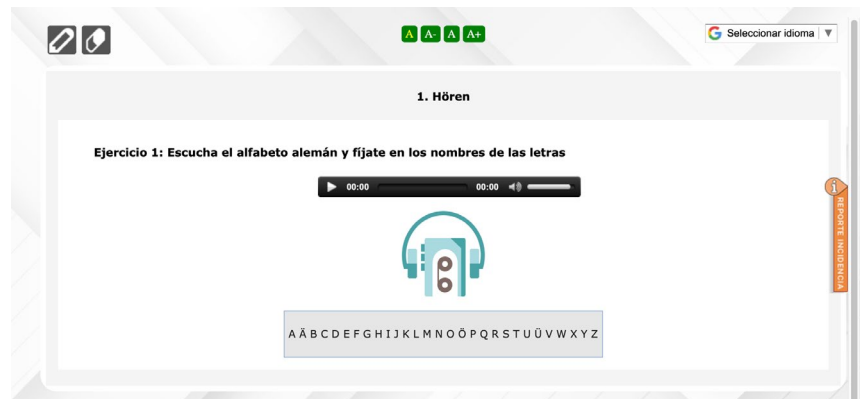 A A- A A+
Seleccionar idioma
1. Hören
Ejercicio 1: Escucha el alfabeto alemán y fíjate en los nombres de las letras
00:00 00:00
A Ä B C D E F G H I J K L M N O Ö P Q R S T U Ü V W X Y Z
i REPORTE INCIDENCIA